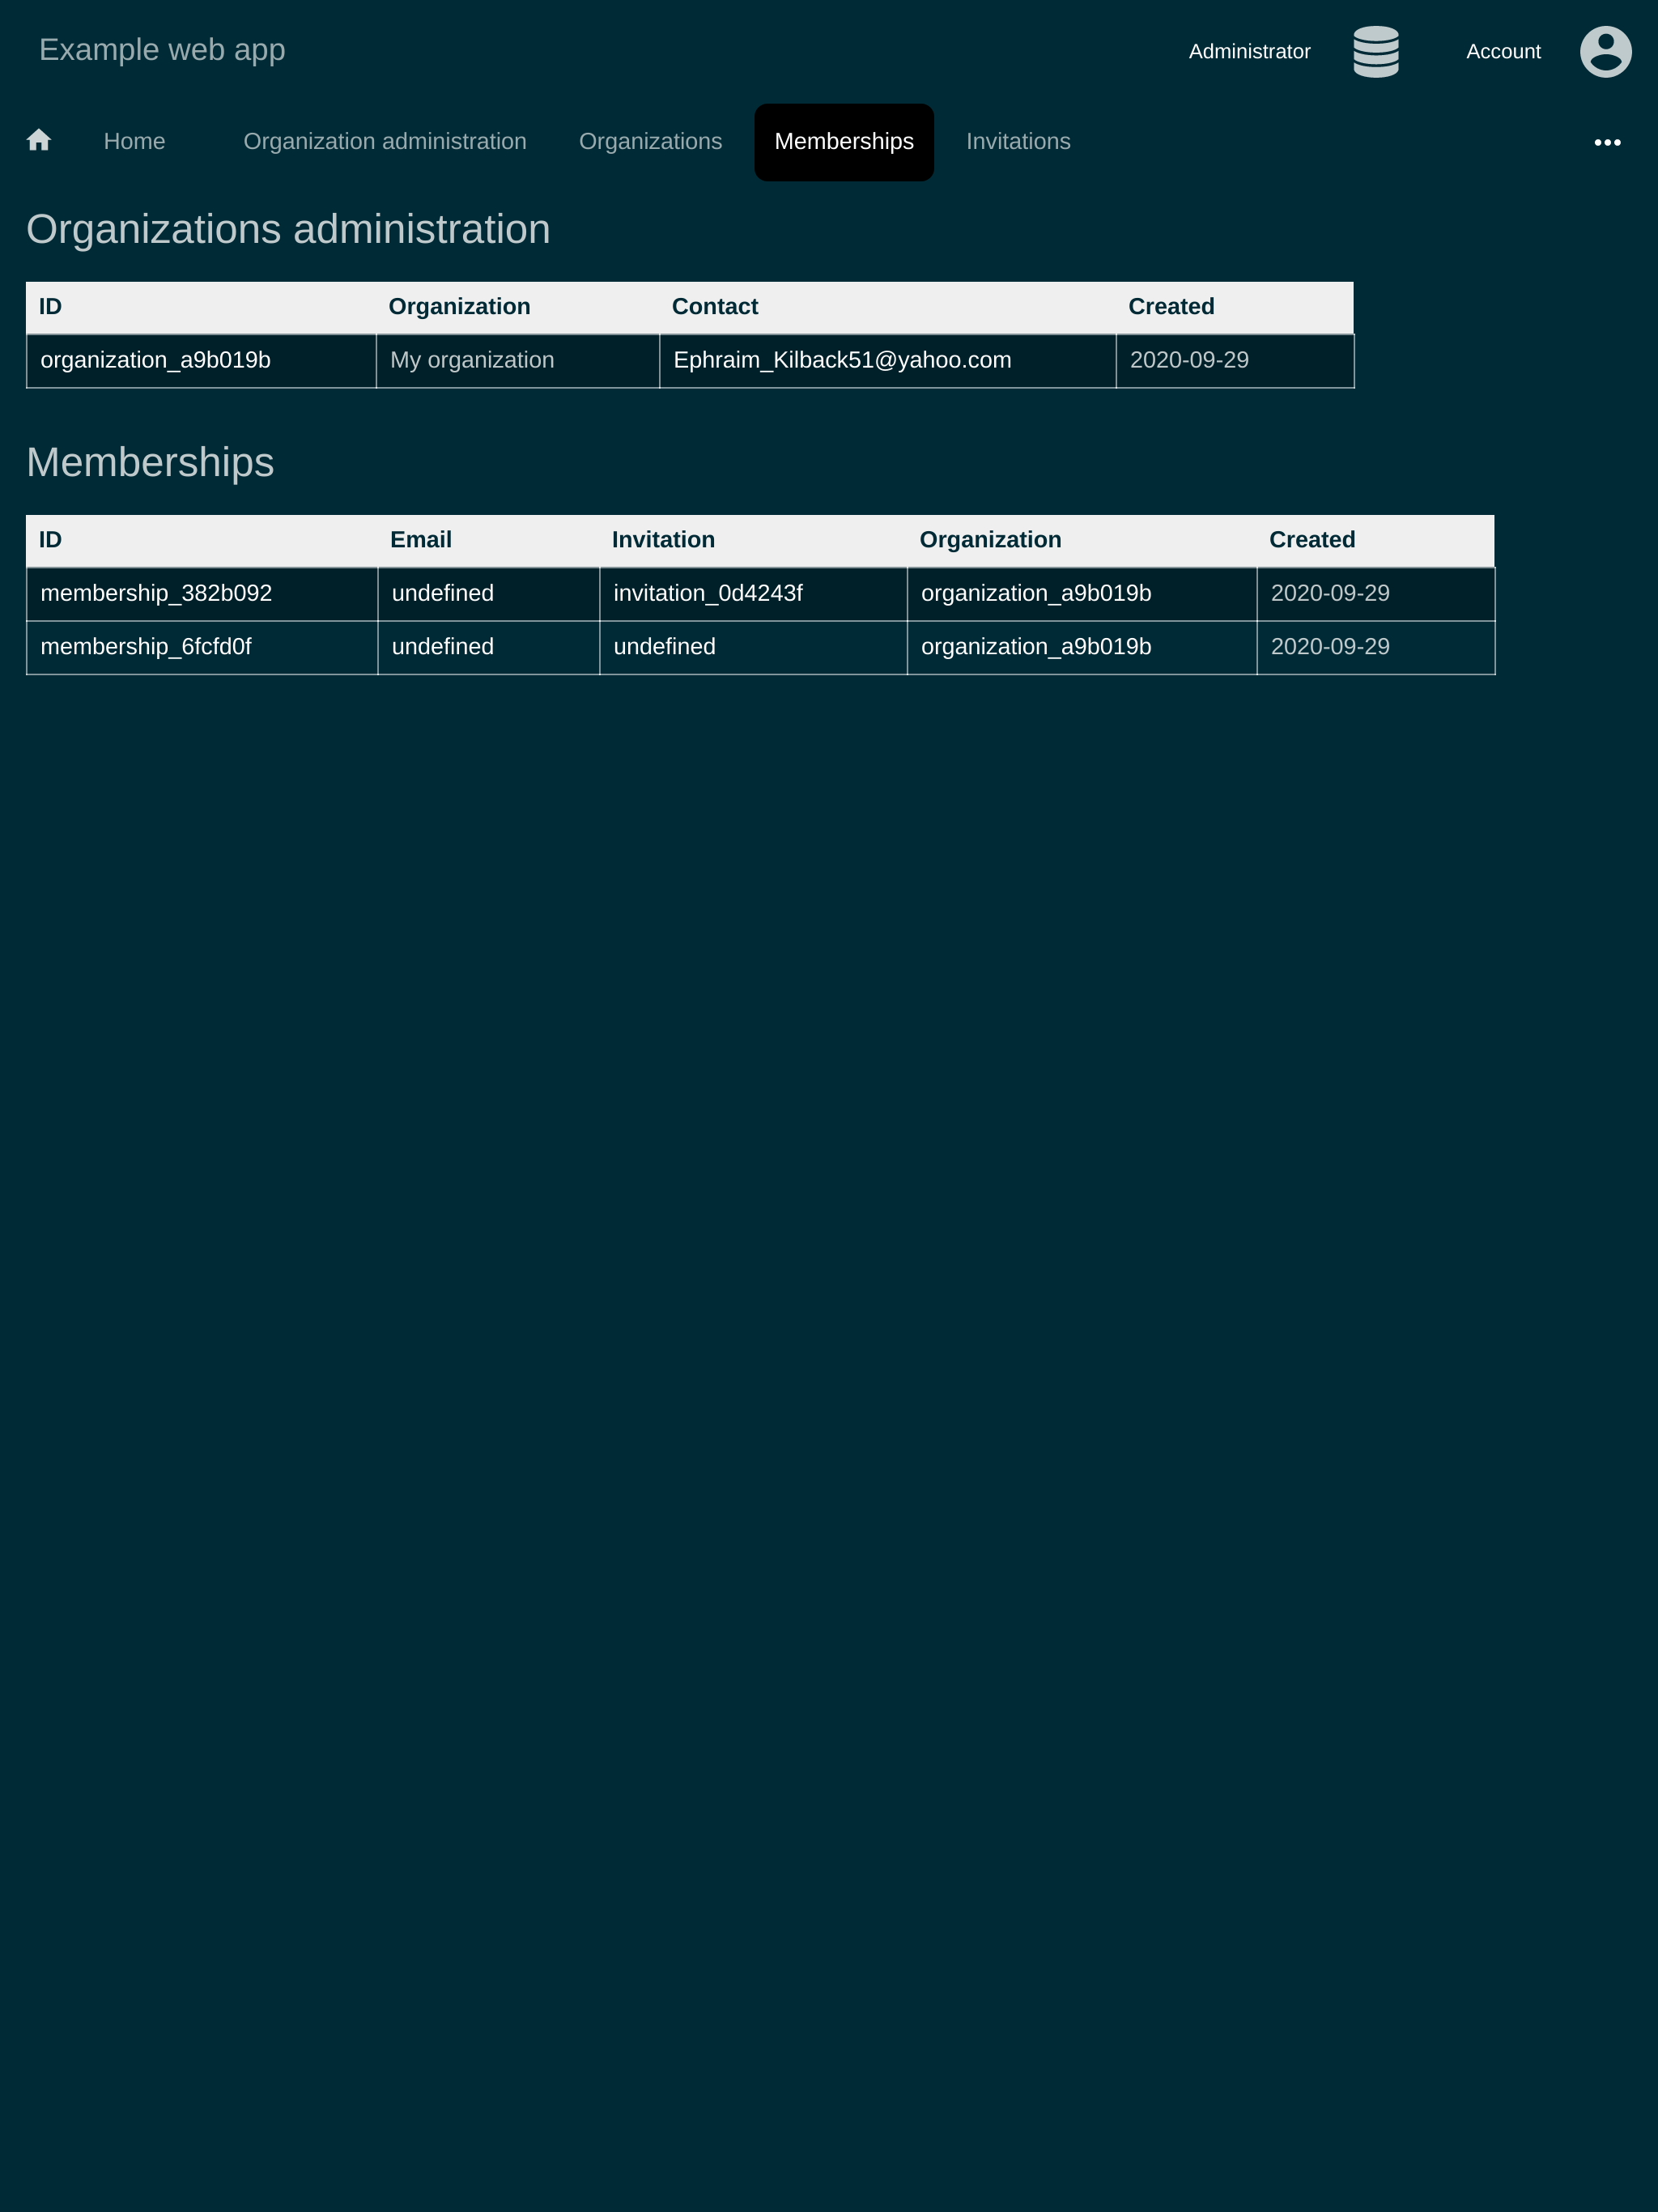 Example web app
Administrator
Account
Home
Organization administration
Organizations
Memberships
Invitations
Organizations administration
ID Organization Contact Created
organization_a9b019b My organization Ephraim_Kilback51@yahoo.com 2020-09-29
Memberships
ID Email Invitation Organization Created
membership_382b092 undefined invitation_0d4243f organization_a9b019b 2020-09-29
membership_6fcfd0f undefined undefined organization_a9b019b 2020-09-29